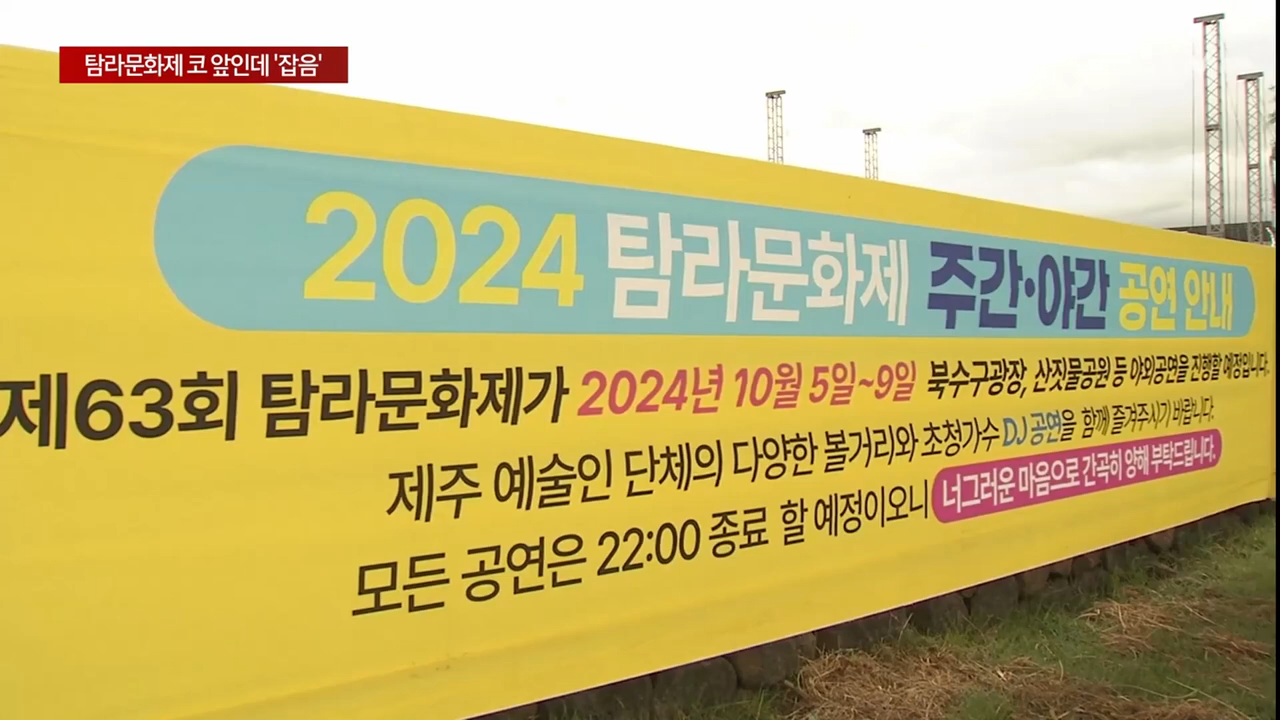 탐라문화제 코 앞인데 '잡음'
2024 탐라문화제 주간·야간 공연 안내
제63회 탐라문화제가 2024년 10월 5일~9일 북수구광장, 산짓물공원 등 야외공연을 진행할 예정입니다.
제주 예술인 단체의 다양한 볼거리와 초청가수 DJ 공연을 함께 즐겨주시기 바랍니다.
모든 공연은 22:00 종료 할 예정이오니 너그러운 마음으로 간곡히 양해 부탁드립니다.